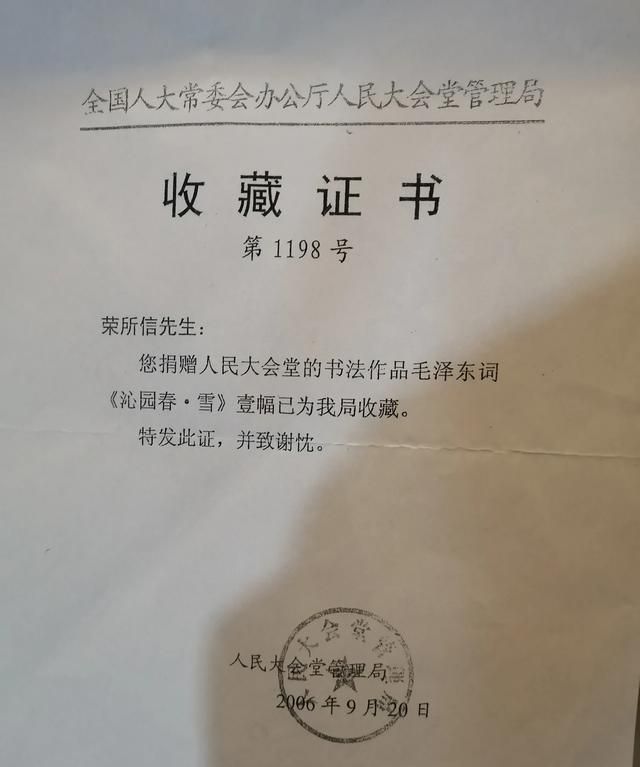 全国人大常委会办公厅人民大会堂管理局
收藏证书
第1198号
荣所信先生：
您捐赠人民大会堂的书法作品毛泽东词
《沁园春·雪》壹幅已为我局收藏。
特发此证，并致谢忱。
人民大会堂管理局
2006年9月20日